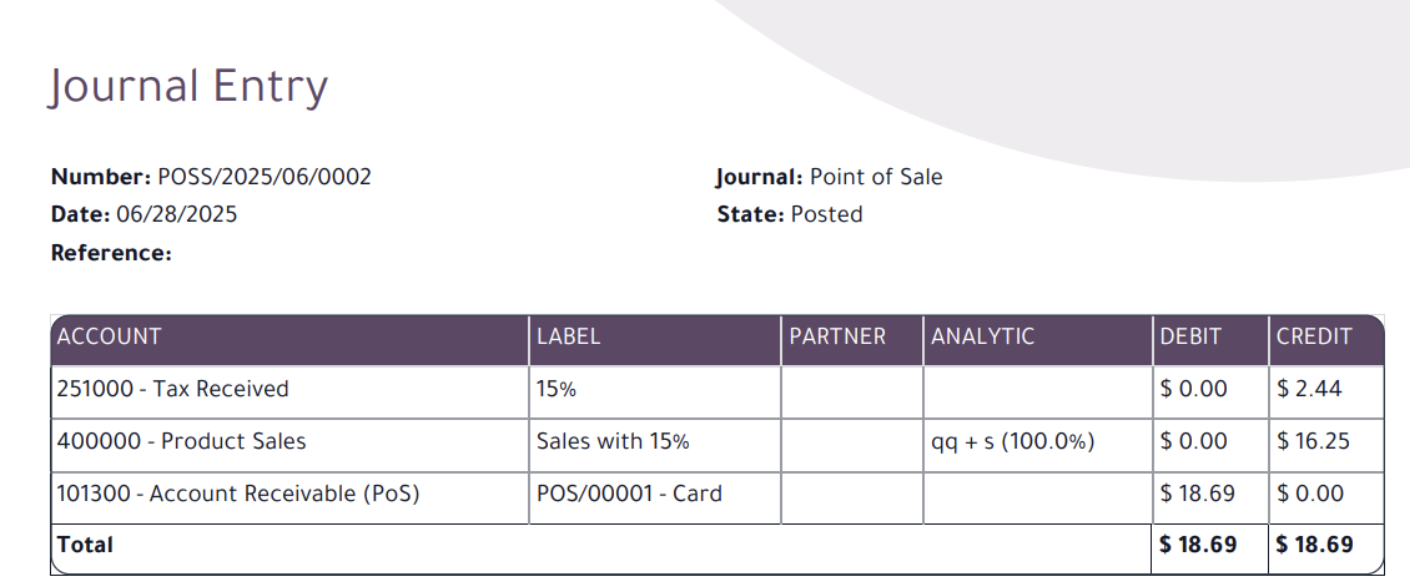 Journal Entry
Number: POSS/2025/06/0002 Journal: Point of Sale
Date: 06/28/2025 State: Posted
Reference:
ACCOUNT LABEL PARTNER ANALYTIC DEBIT CREDIT
251000 - Tax Received 15% $ 0.00 $ 2.44
400000 - Product Sales Sales with 15% qq + s (100.0%) $ 0.00 $ 16.25
101300 - Account Receivable (PoS) POS/00001 - Card $ 18.69 $ 0.00
Total $ 18.69 $ 18.69